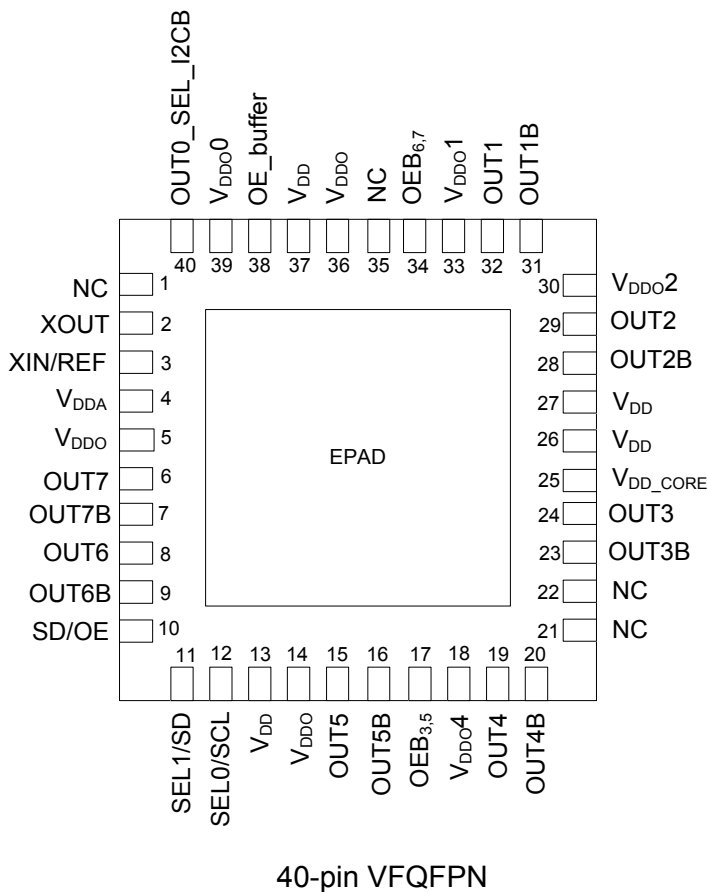 OUT0_SEL_I2CB
VDDO0
OE_buffer
VDD
VDDO
NC
OEB6,7
VDDO1
OUT1
OUT1B
40 39 38 37 36 35 34 33 32 31
NC 1
XOUT 2
XIN/REF 3
VDDA 4
VDDO 5
OUT7 6
OUT7B 7
OUT6 8
OUT6B 9
SD/OE 10
EPAD
30 VDDO2
29 OUT2
28 OUT2B
27 VDD
26 VDD
25 VDD_CORE
24 OUT3
23 OUT3B
22 NC
21 NC
11 12 13 14 15 16 17 18 19 20
SEL1/SD
SEL0/SCL
VDD
VDDO
OUT5
OUT5B
OEB3,5
VDDO4
OUT4
OUT4B
40-pin VFQFPN